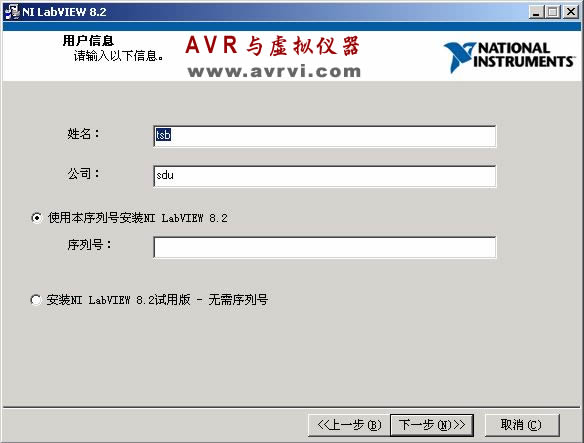 NI LabVIEW 8.2
用户信息
请输入以下信息。
AVR与虚拟仪器
www.avrvi.com
NATIONAL
INSTRUMENTS
姓名：
tsb
公司：
sdu
使用本序列号安装NI LabVIEW 8.2
序列号：
安装NI LabVIEW 8.2试用版 - 无需序列号
<<上一步(B)
下一步(N)>>
取消(C)